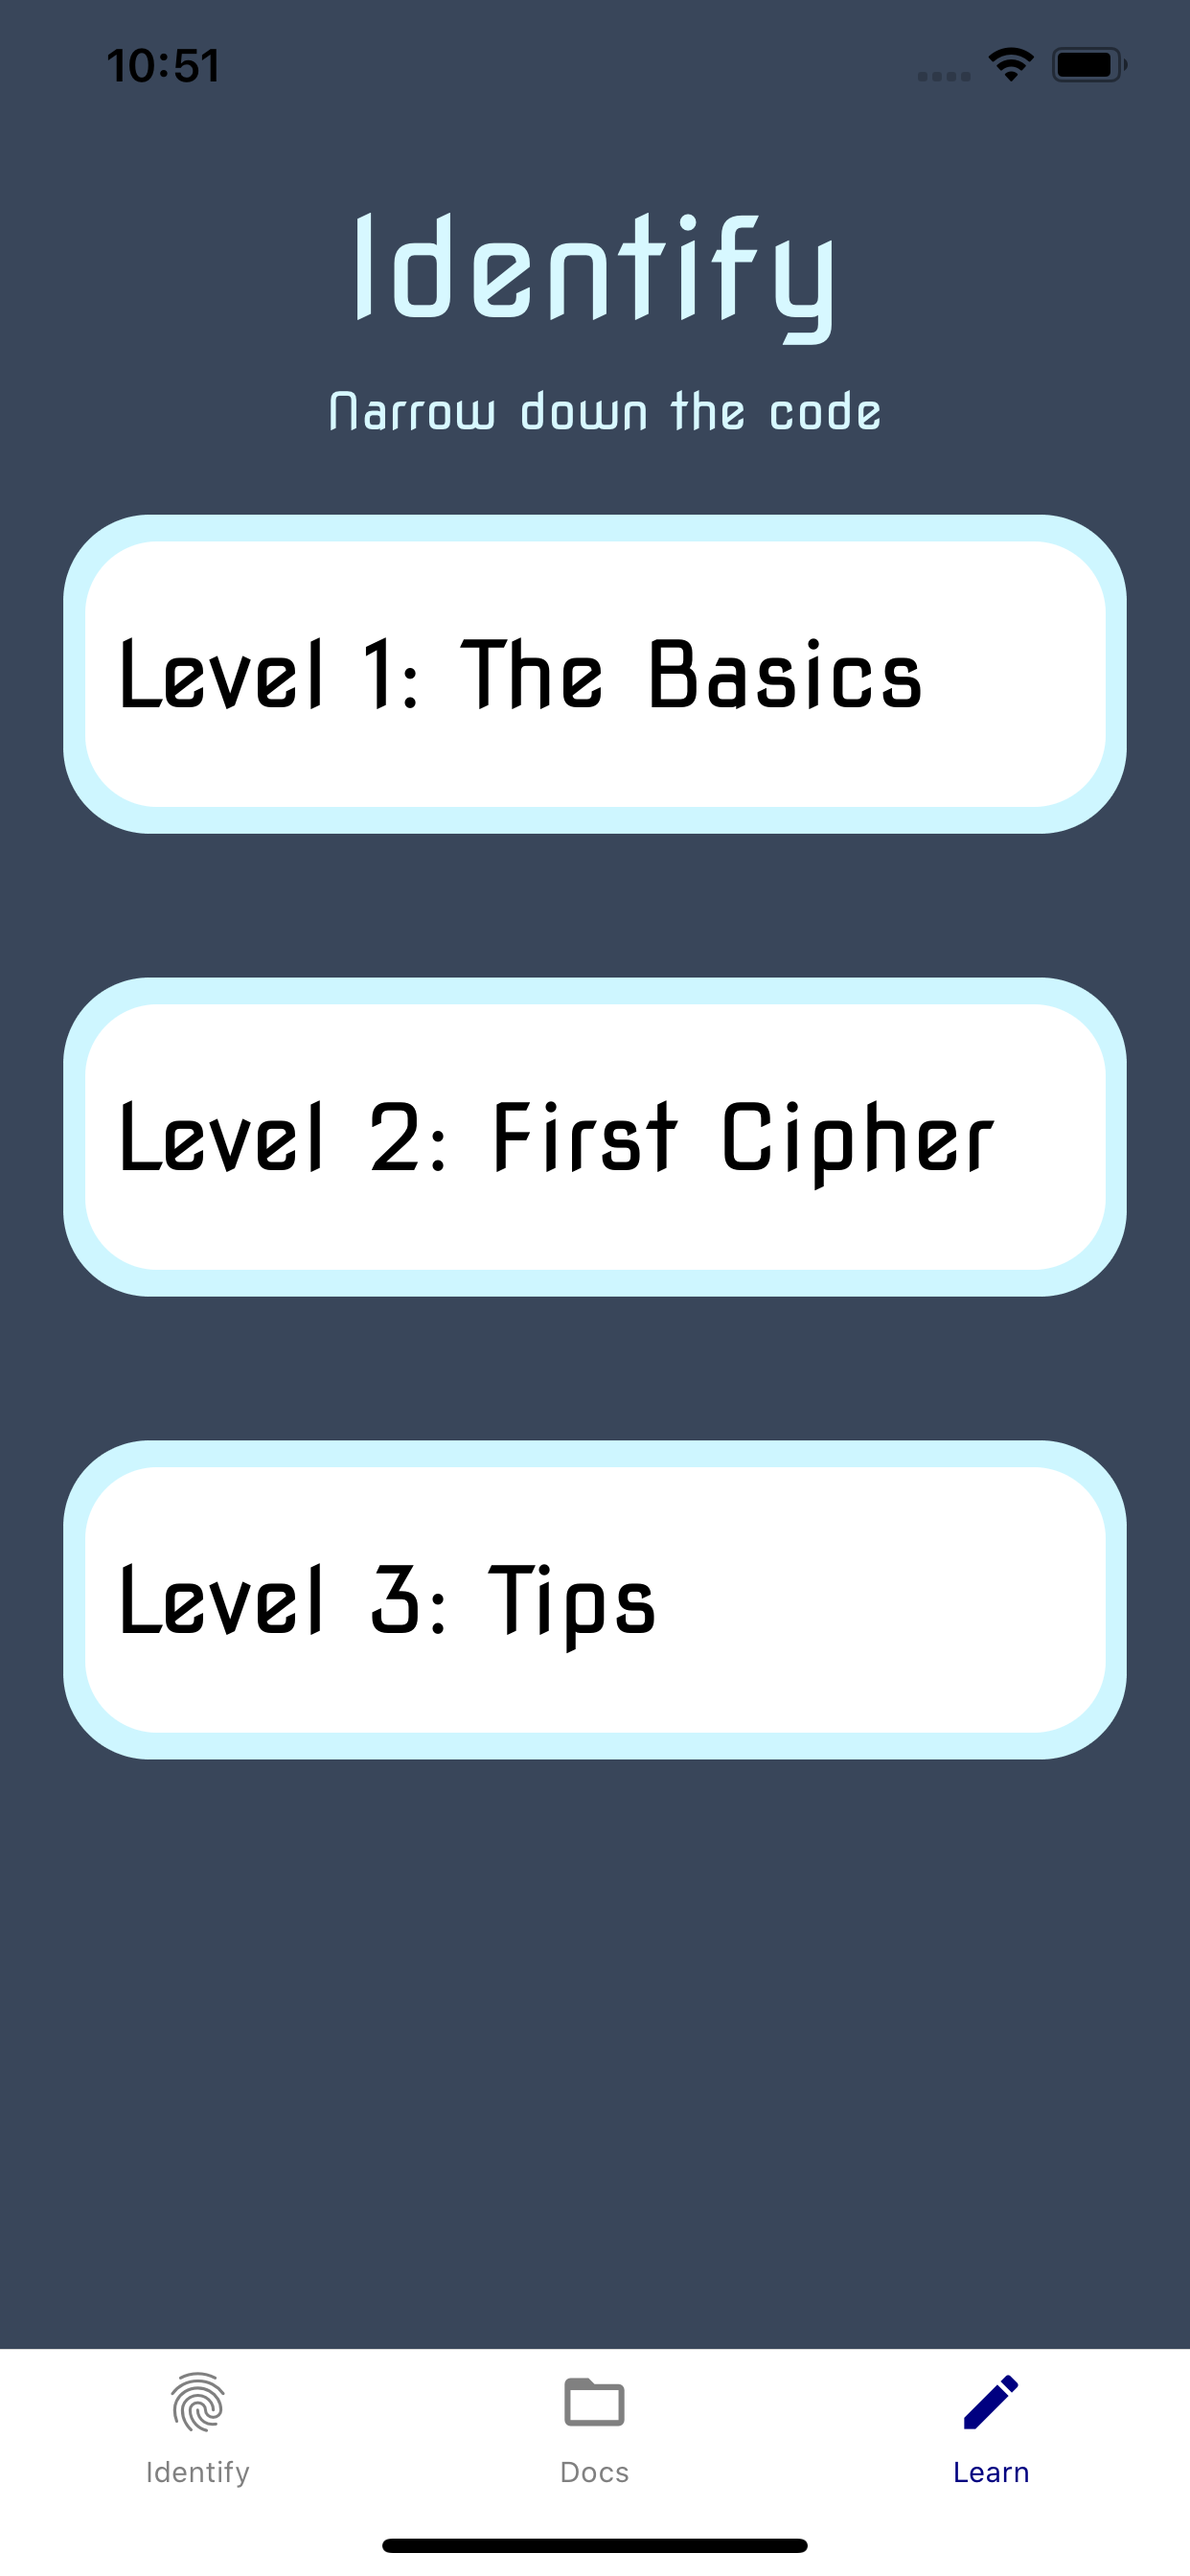 10:51
Identify
Narrow down the code
Level 1: The Basics
Level 2: First Cipher
Level 3: Tips
Identify
Docs
Learn